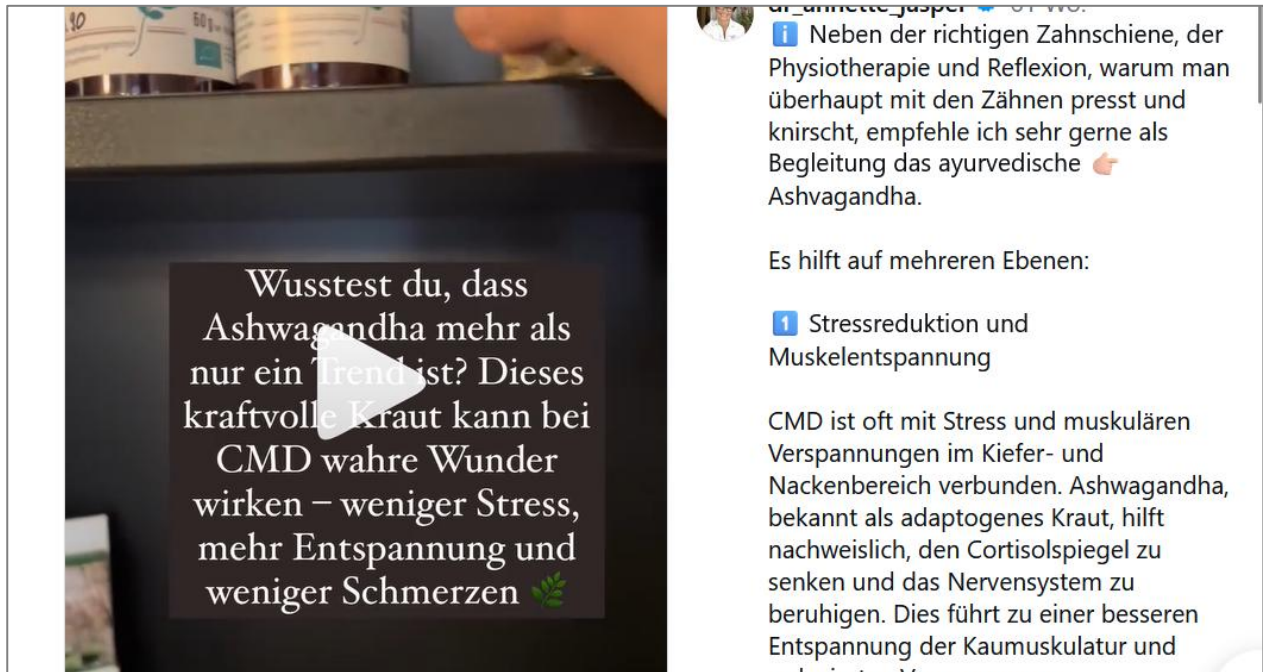 90
60g
Wusstest du, dass
Ashwagandha mehr als
nur ein Trend ist? Dieses
kraftvolle Kraut kann bei
CMD wahre Wunder
wirken – weniger Stress,
mehr Entspannung und
weniger Schmerzen 🌿
dr_annette_jasper
ℹ️ Neben der richtigen Zahnschiene, der
Physiotherapie und Reflexion, warum man
überhaupt mit den Zähnen presst und
knirscht, empfehle ich sehr gerne als
Begleitung das ayurvedische 👉
Ashvagandha.
Es hilft auf mehreren Ebenen:
1️⃣ Stressreduktion und
Muskelentspannung
CMD ist oft mit Stress und muskulären
Verspannungen im Kiefer- und
Nackenbereich verbunden. Ashwagandha,
bekannt als adaptogenes Kraut, hilft
nachweislich, den Cortisolspiegel zu
senken und das Nervensystem zu
beruhigen. Dies führt zu einer besseren
Entspannung der Kaumuskulatur und